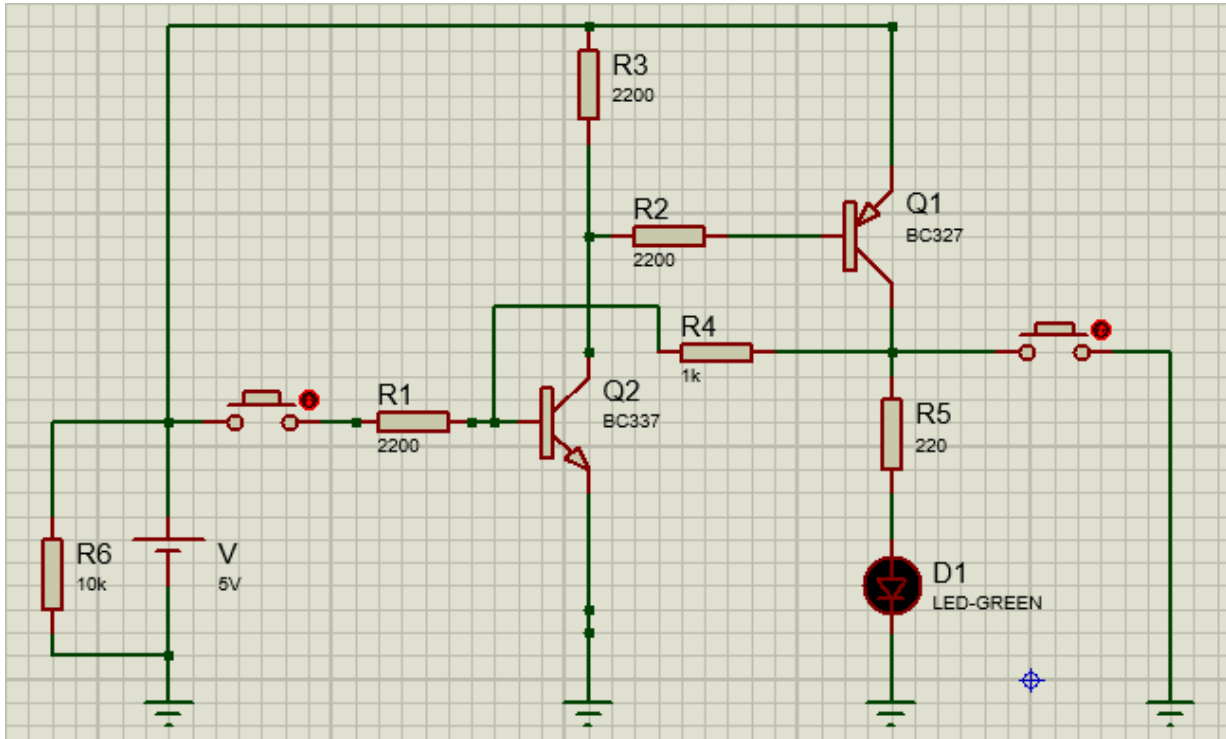 R3
2200
Q1
BC327
R2
2200
R4
1k
R1
2200
Q2
BC337
R5
220
R6
10k
V
5V
D1
LED-GREEN